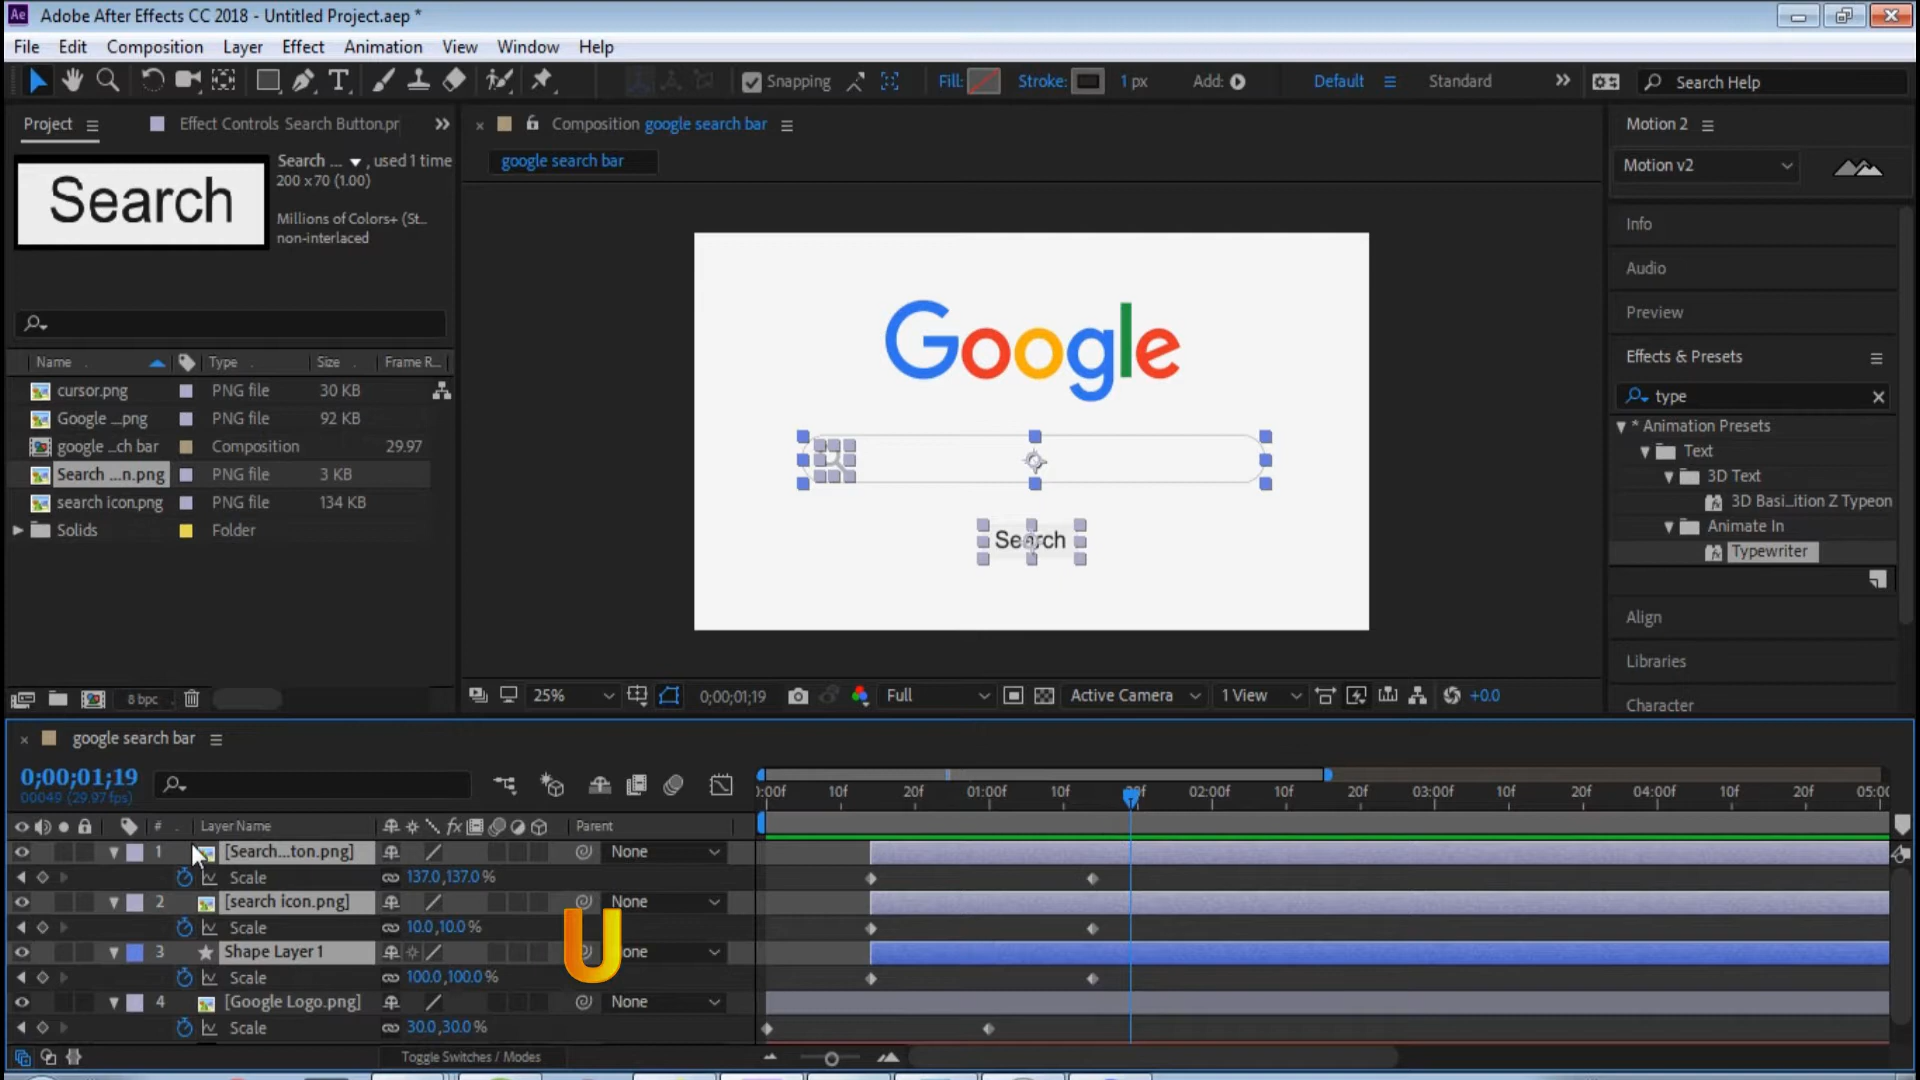 Adobe After Effects CC 2018 - Untitled Project.aep *
File Edit Composition Layer Effect Animation View Window Help
Snapping Fill: Stroke: 1 px Add: Default Standard Search Help
Project Effect Controls Search Button.pr Composition google search bar Motion 2
Search ... , used 1 time
200 x 70 (1.00)
Millions of Colors+ (St...
non-interlaced
Search
google search bar
Motion v2
Info
Audio
Preview
Effects & Presets
type
* Animation Presets
Text
3D Text
3D Basi...ition Z Typeon
Animate In
Typewriter
Align
Libraries
Character
Name Type Size Frame R...
cursor.png PNG file 30 KB
Google ...png PNG file 92 KB
google ...ch bar Composition 29.97
Search ...n.png PNG file 3 KB
search icon.png PNG file 134 KB
Solids Folder
Google
Search
8 bpc
25% 0;00;01;19 Full Active Camera 1 View +0.0
google search bar
0;00;01;19
00049 (29.97 fps)
:00f 10f 20f 01:00f 10f 20f 02:00f 10f 20f 03:00f 10f 20f 04:00f 10f 20f 05:00
# Layer Name Parent
1 [Search...ton.png] None
Scale 137.0,137.0 %
2 [search icon.png] None
Scale 10.0,10.0 %
3 Shape Layer 1 one
Scale 100.0,100.0 %
U
4 [Google Logo.png] None
Scale 30.0,30.0 %
Toggle Switches / Modes